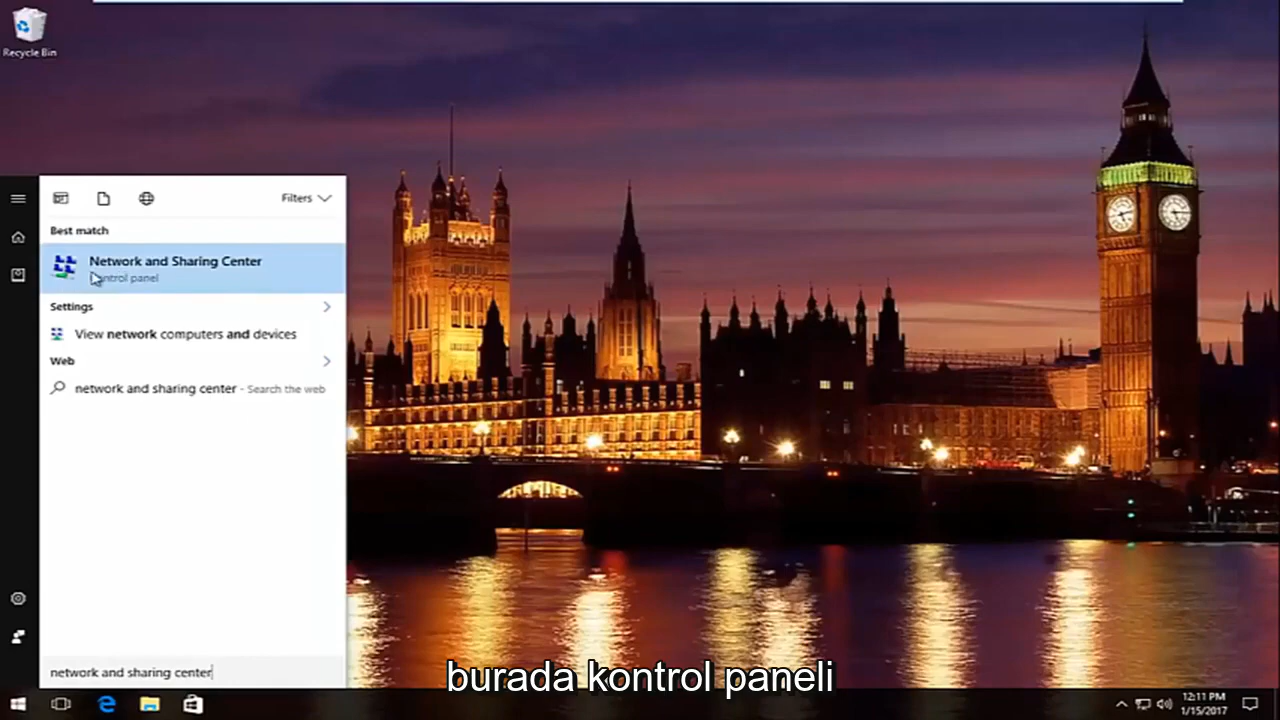 Recycle Bin
Filters
Best match
Network and Sharing Center
Control panel
Settings
View network computers and devices
Web
network and sharing center - Search the web
network and sharing center
burada kontrol paneli
12:11 PM
1/15/2017